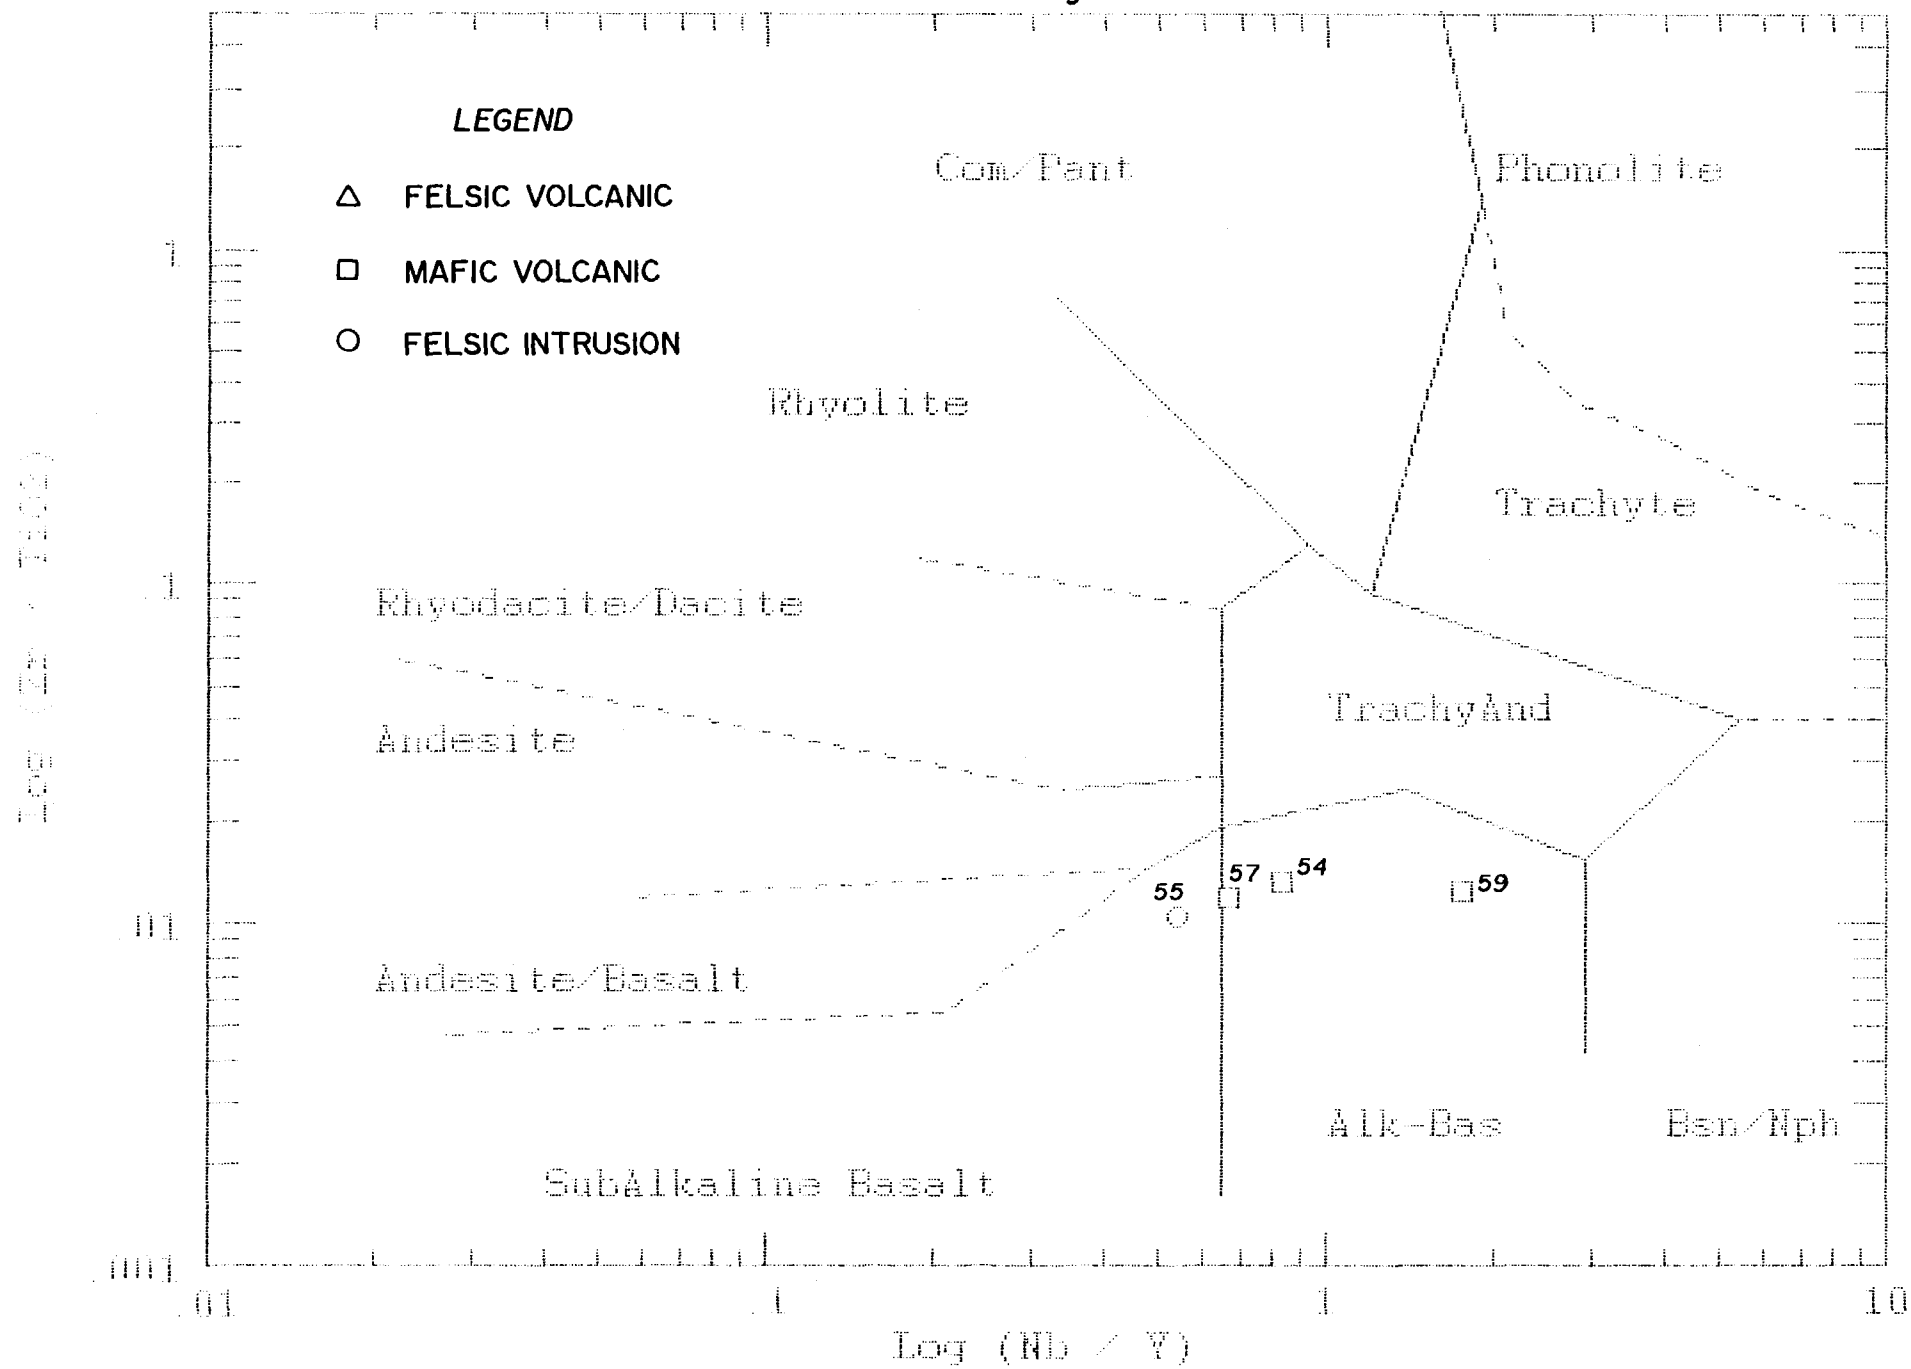 LEGEND
FELSIC VOLCANIC
MAFIC VOLCANIC
FELSIC INTRUSION
Com/Pant
Phonolite
Rhyolite
Trachyte
Rhyodacite/Dacite
TrachyAnd
Andesite
57
54
55
59
Andesite/Basalt
Alk-Bas
Bsn/Nph
SubAlkaline Basalt
1
.1
.01
.001
.01
.1
1
10
Log (Nb / Y)